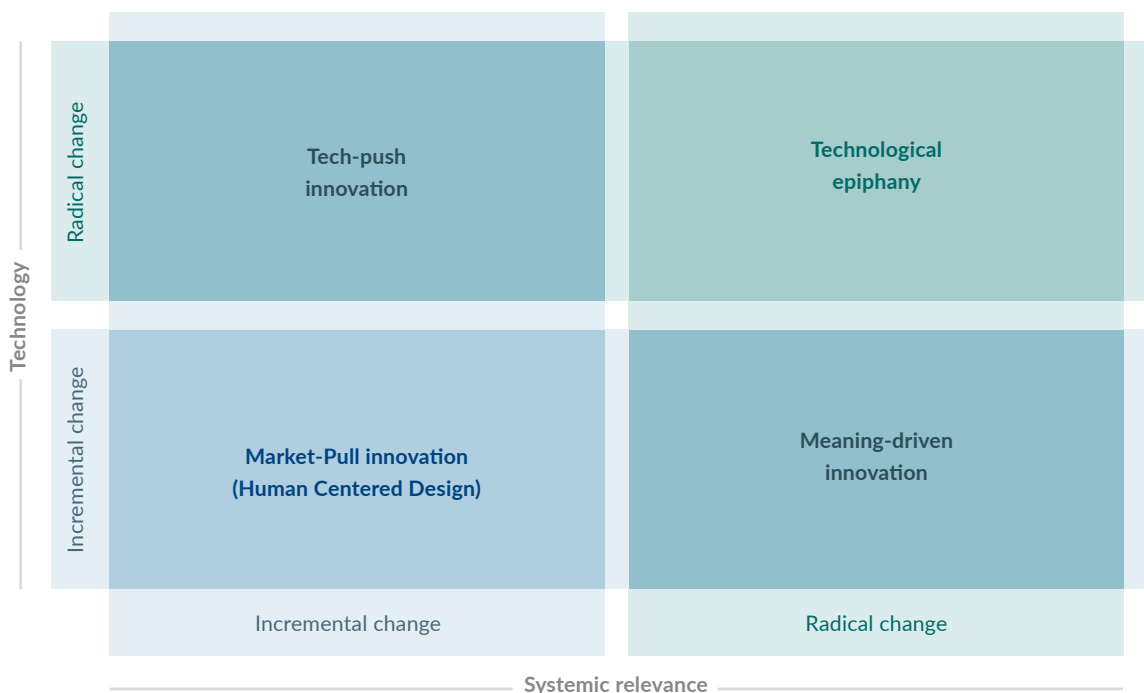 Technology
Radical change
Tech-push
innovation
Technological
epiphany
Incremental change
Market-Pull innovation
(Human Centered Design)
Meaning-driven
innovation
Incremental change
Radical change
Systemic relevance